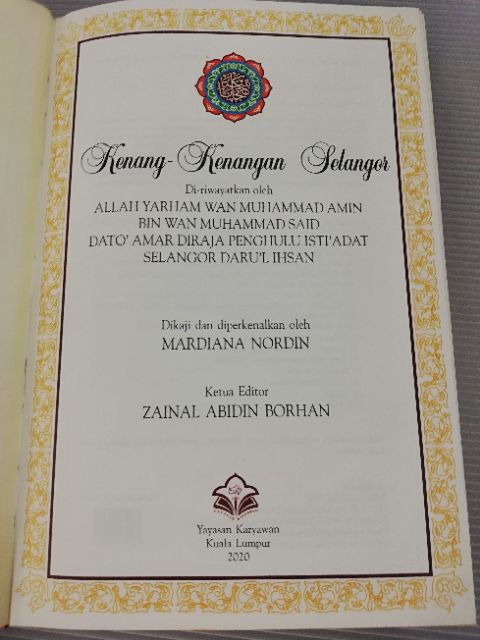 Kenang-Kenangan Selangor
Di-riwayatkan oleh
ALLAH YARHAM WAN MUHAMMAD AMIN
BIN WAN MUHAMMAD SAID
DATO' AMAR DIRAJA PENGHULU ISTI'ADAT
SELANGOR DARU'L IHSAN
Dikaji dan diperkenalkan oleh
MARDIANA NORDIN
Ketua Editor
ZAINAL ABIDIN BORHAN
Yayasan Karyawan
Kuala Lumpur
2020